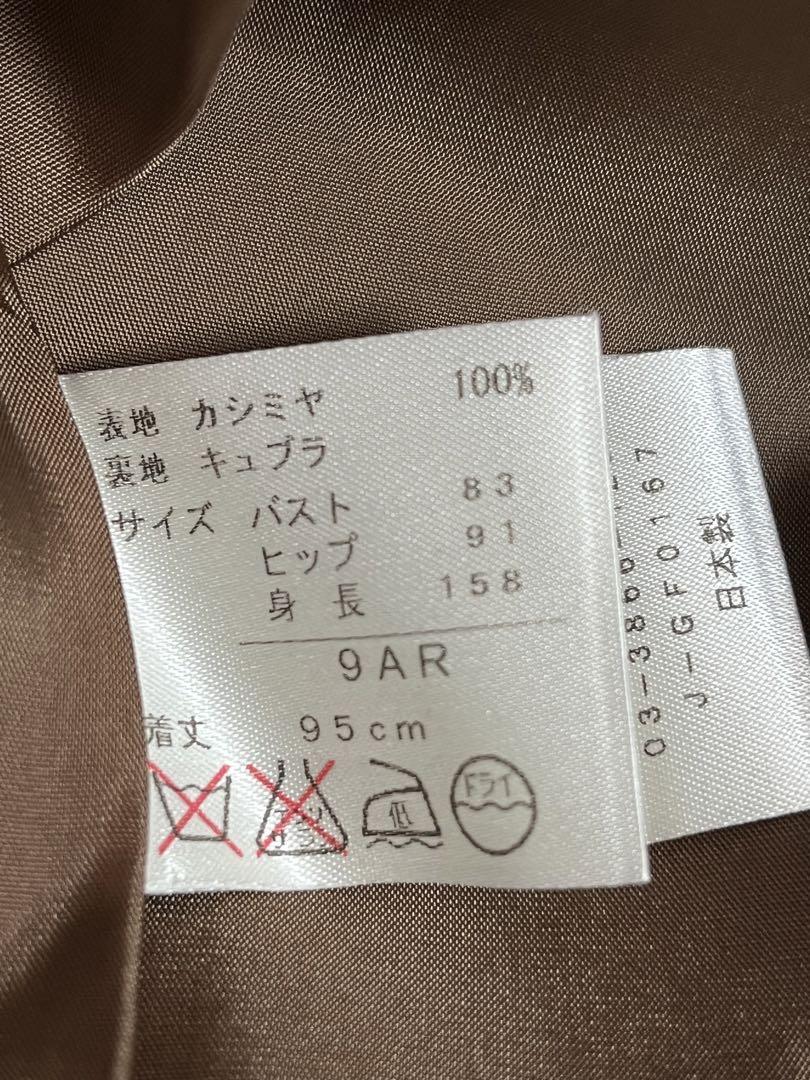 表地 カシミヤ 100%
裏地 キュプラ
サイズ バスト 83
ヒップ 91
身長 158
9AR
着丈 95cm
低
ドライ
J-GF0167
日本製